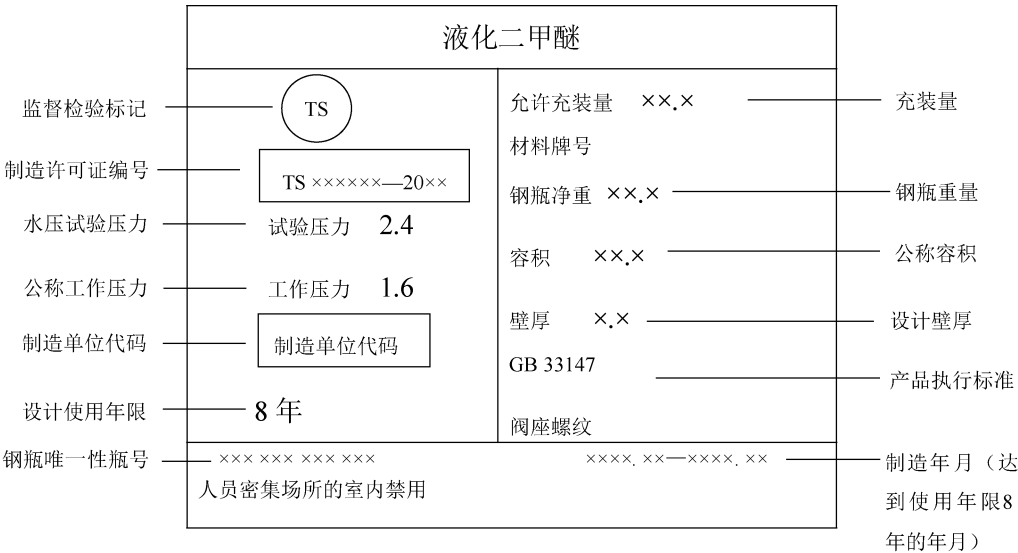 液化二甲醚
监督检验标记
TS
允许充装量 ××.×
充装量
材料牌号
制造许可证编号
TS ××××××—20××
钢瓶净重 ××.×
钢瓶重量
水压试验压力
试验压力 2.4
容积 ××.×
公称容积
公称工作压力
工作压力 1.6
壁厚 ×.×
设计壁厚
制造单位代码
制造单位代码
GB 33147
产品执行标准
设计使用年限
8 年
阀座螺纹
钢瓶唯一性瓶号
××× ××× ××× ×××
××××. ××—××××. ××
制造年月（达
到使用年限8
年的年月）
人员密集场所的室内禁用